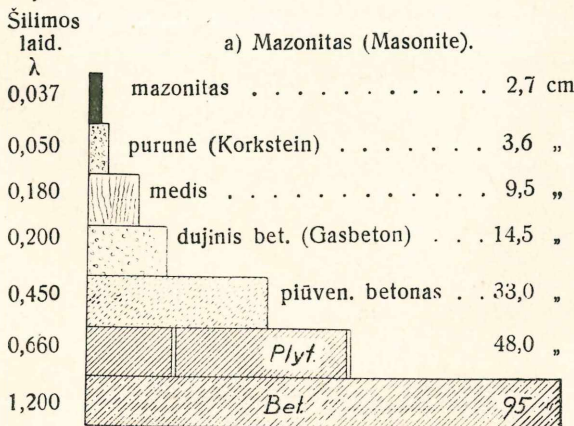 Šilimos
laid. a) Mazonitas (Masonite).
λ
0,037 mazonitas . . . . . . . . . . . 2,7 cm
0,050 purunė (Korkstein) . . . . . . . 3,6 „
0,180 medis . . . . . . . . . . . . 9,5 „
0,200 dujinis bet. (Gasbeton) . . . 14,5 „
0,450 piūven. betonas . . 33,0 „
0,660 Plyt. 48,0 „
1,200 Bet. 95 „